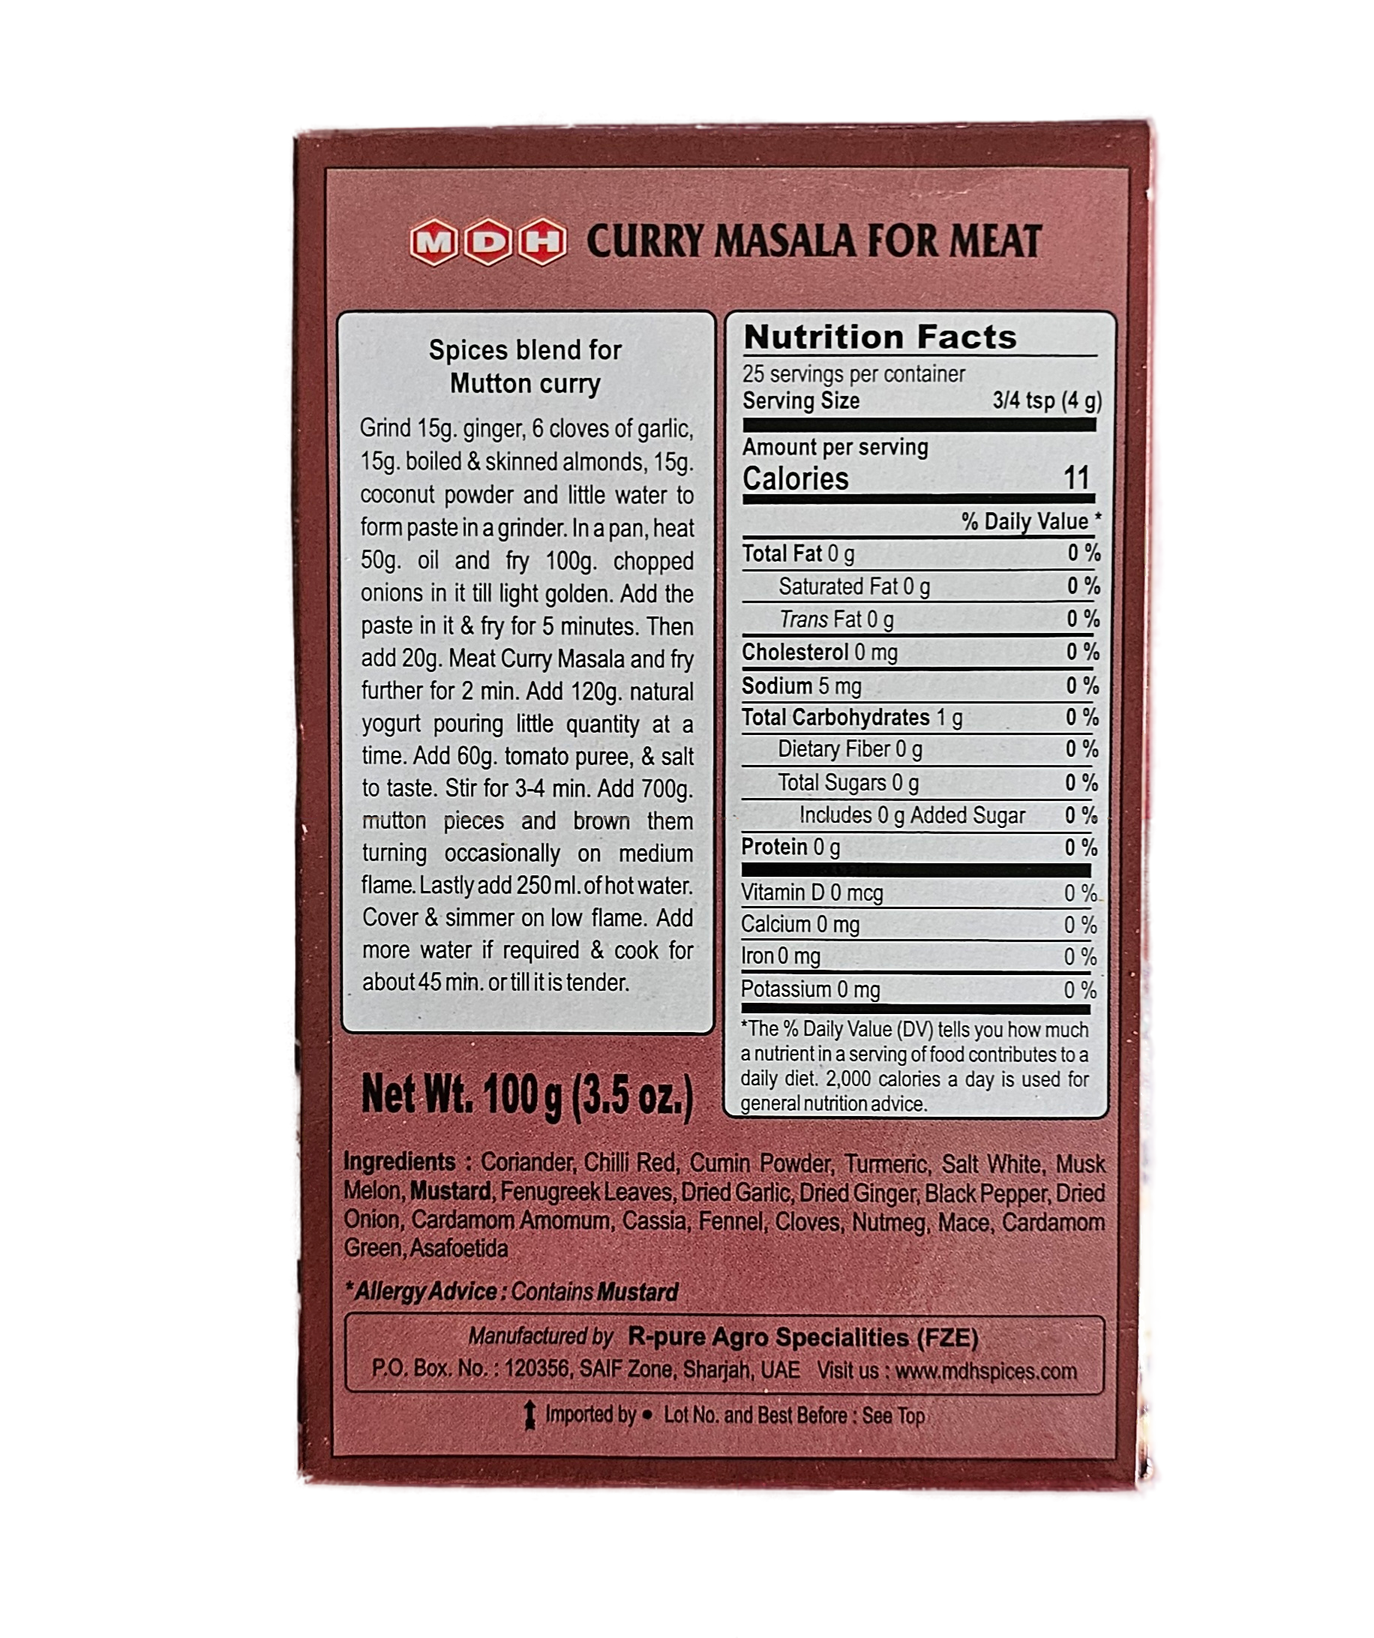 MDH CURRY MASALA FOR MEAT
Spices blend for
Mutton curry
Grind 15g. ginger, 6 cloves of garlic,
15g. boiled & skinned almonds, 15g.
coconut powder and little water to
form paste in a grinder. In a pan, heat
50g. oil and fry 100g. chopped
onions in it till light golden. Add the
paste in it & fry for 5 minutes. Then
add 20g. Meat Curry Masala and fry
further for 2 min. Add 120g. natural
yogurt pouring little quantity at a
time. Add 60g. tomato puree, & salt
to taste. Stir for 3-4 min. Add 700g.
mutton pieces and brown them
turning occasionally on medium
flame. Lastly add 250 ml. of hot water.
Cover & simmer on low flame. Add
more water if required & cook for
about 45 min. or till it is tender.
Net Wt. 100 g (3.5 oz.)
Nutrition Facts
25 servings per container
Serving Size 3/4 tsp (4 g)
Amount per serving
Calories 11
% Daily Value *
Total Fat 0 g 0 %
Saturated Fat 0 g 0 %
Trans Fat 0 g 0 %
Cholesterol 0 mg 0 %
Sodium 5 mg 0 %
Total Carbohydrates 1 g 0 %
Dietary Fiber 0 g 0 %
Total Sugars 0 g 0 %
Includes 0 g Added Sugar 0 %
Protein 0 g 0 %
Vitamin D 0 mcg 0 %
Calcium 0 mg 0 %
Iron 0 mg 0 %
Potassium 0 mg 0 %
*The % Daily Value (DV) tells you how much
a nutrient in a serving of food contributes to a
daily diet. 2,000 calories a day is used for
general nutrition advice.
Ingredients : Coriander, Chilli Red, Cumin Powder, Turmeric, Salt White, Musk
Melon, Mustard, Fenugreek Leaves, Dried Garlic, Dried Ginger, Black Pepper, Dried
Onion, Cardamom Amomum, Cassia, Fennel, Cloves, Nutmeg, Mace, Cardamom
Green, Asafoetida
*Allergy Advice : Contains Mustard
Manufactured by R-pure Agro Specialities (FZE)
P.O. Box. No. : 120356, SAIF Zone, Sharjah, UAE Visit us : www.mdhspices.com
Imported by • Lot No. and Best Before : See Top